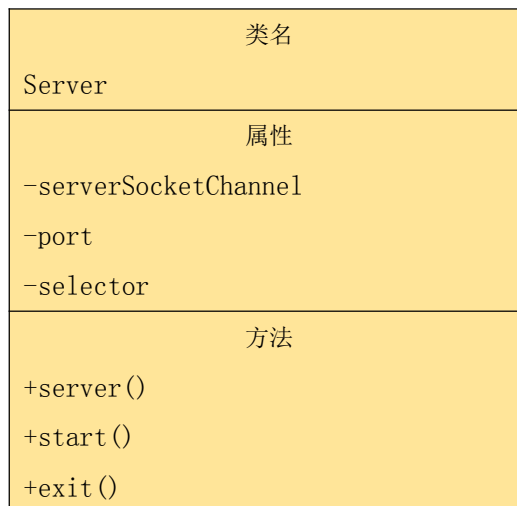 类名
Server
属性
-serverSocketChannel
-port
-selector
方法
+server()
+start()
+exit()